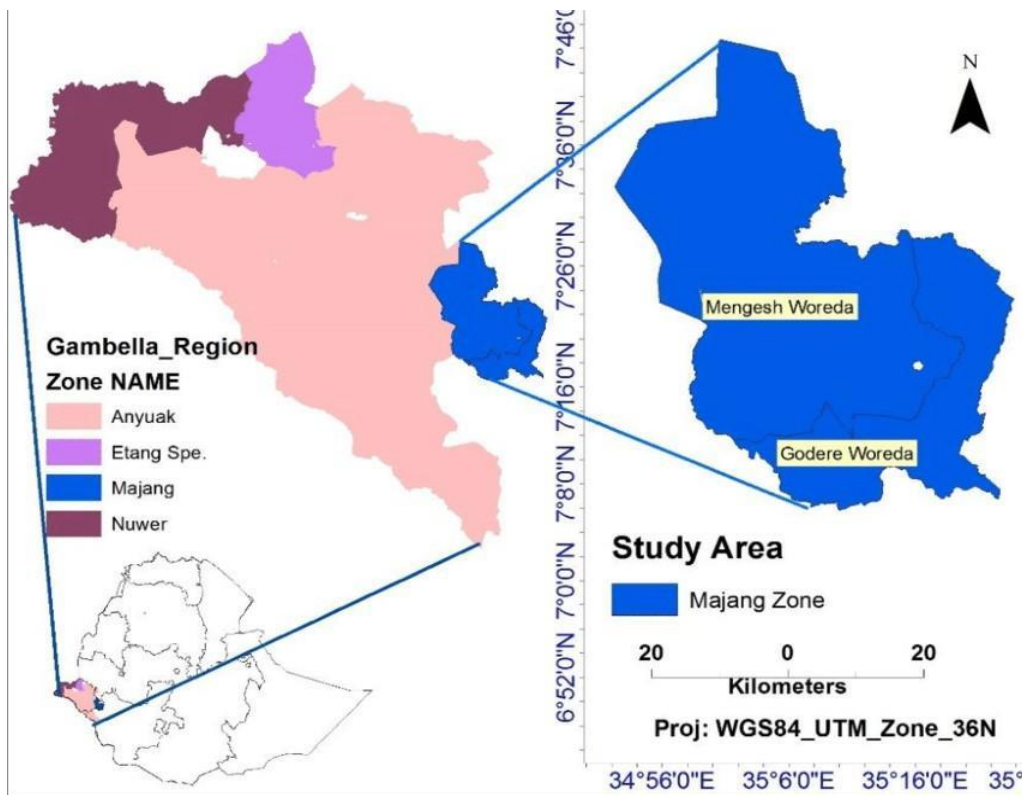 Gambella_Region
Zone NAME
Anyuak
Etang Spe.
Majang
Nuwer
7°46'
7°36'0"N
7°26'0"N
7°16'0"N
7°8'0"N
7°0'0"N
6°52'0"N
N
Mengesh Woreda
Godere Woreda
Study Area
Majang Zone
20 0 20
Kilometers
Proj: WGS84_UTM_Zone_36N
34°56'0"E 35°6'0"E 35°16'0"E 35°